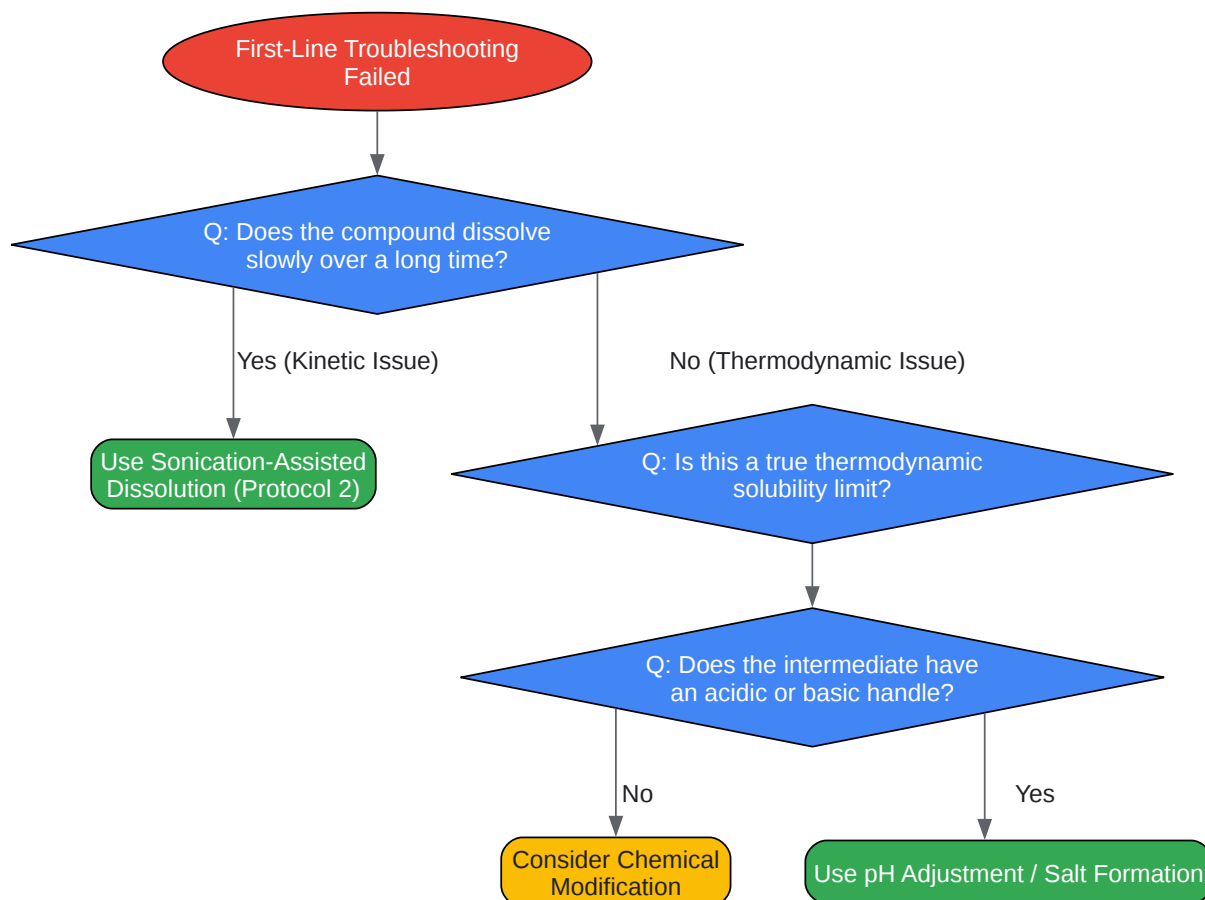 First-Line Troubleshooting
Failed
Q: Does the compound dissolve
slowly over a long time?
Yes (Kinetic Issue)
No (Thermodynamic Issue)
Use Sonication-Assisted
Dissolution (Protocol 2)
Q: Is this a true thermodynamic
solubility limit?
Q: Does the intermediate have
an acidic or basic handle?
No
Yes
Consider Chemical
Modification
Use pH Adjustment / Salt Formation